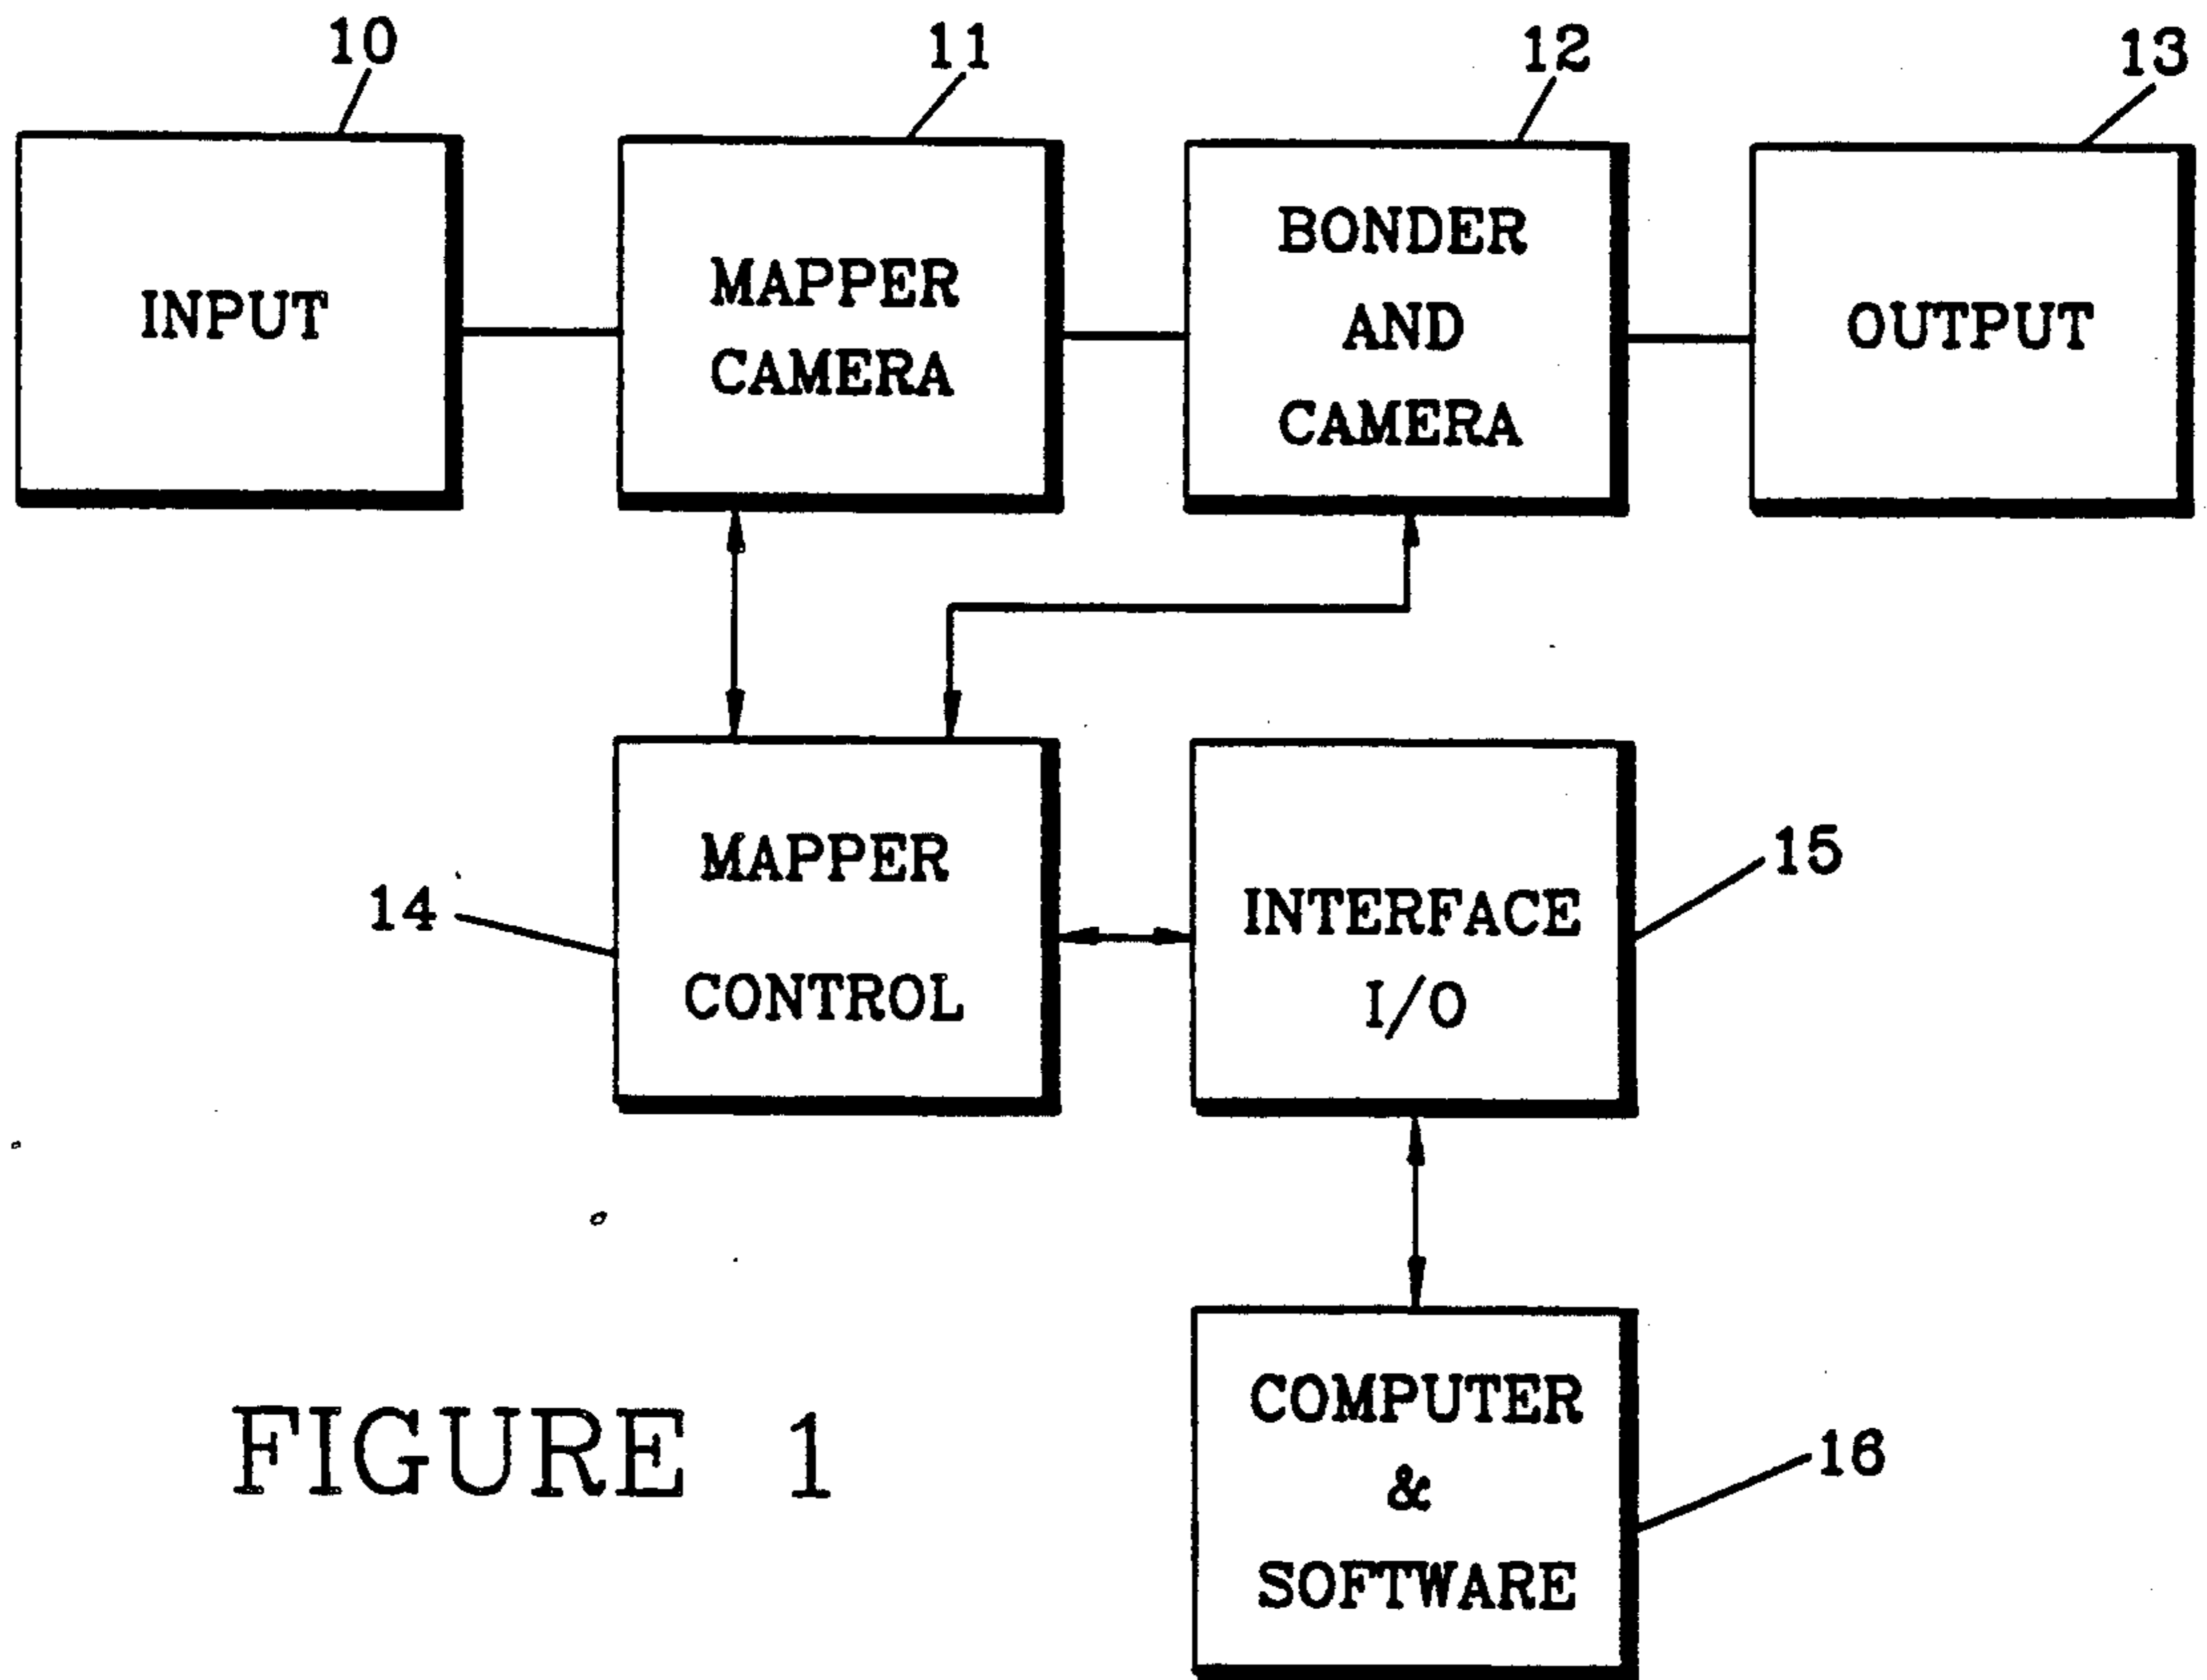 10
11
12
13
INPUT
MAPPER
CAMERA
BONDER
AND
CAMERA
OUTPUT
14
MAPPER
CONTROL
INTERFACE
I/O
15
COMPUTER
&
SOFTWARE
16
FIGURE 1